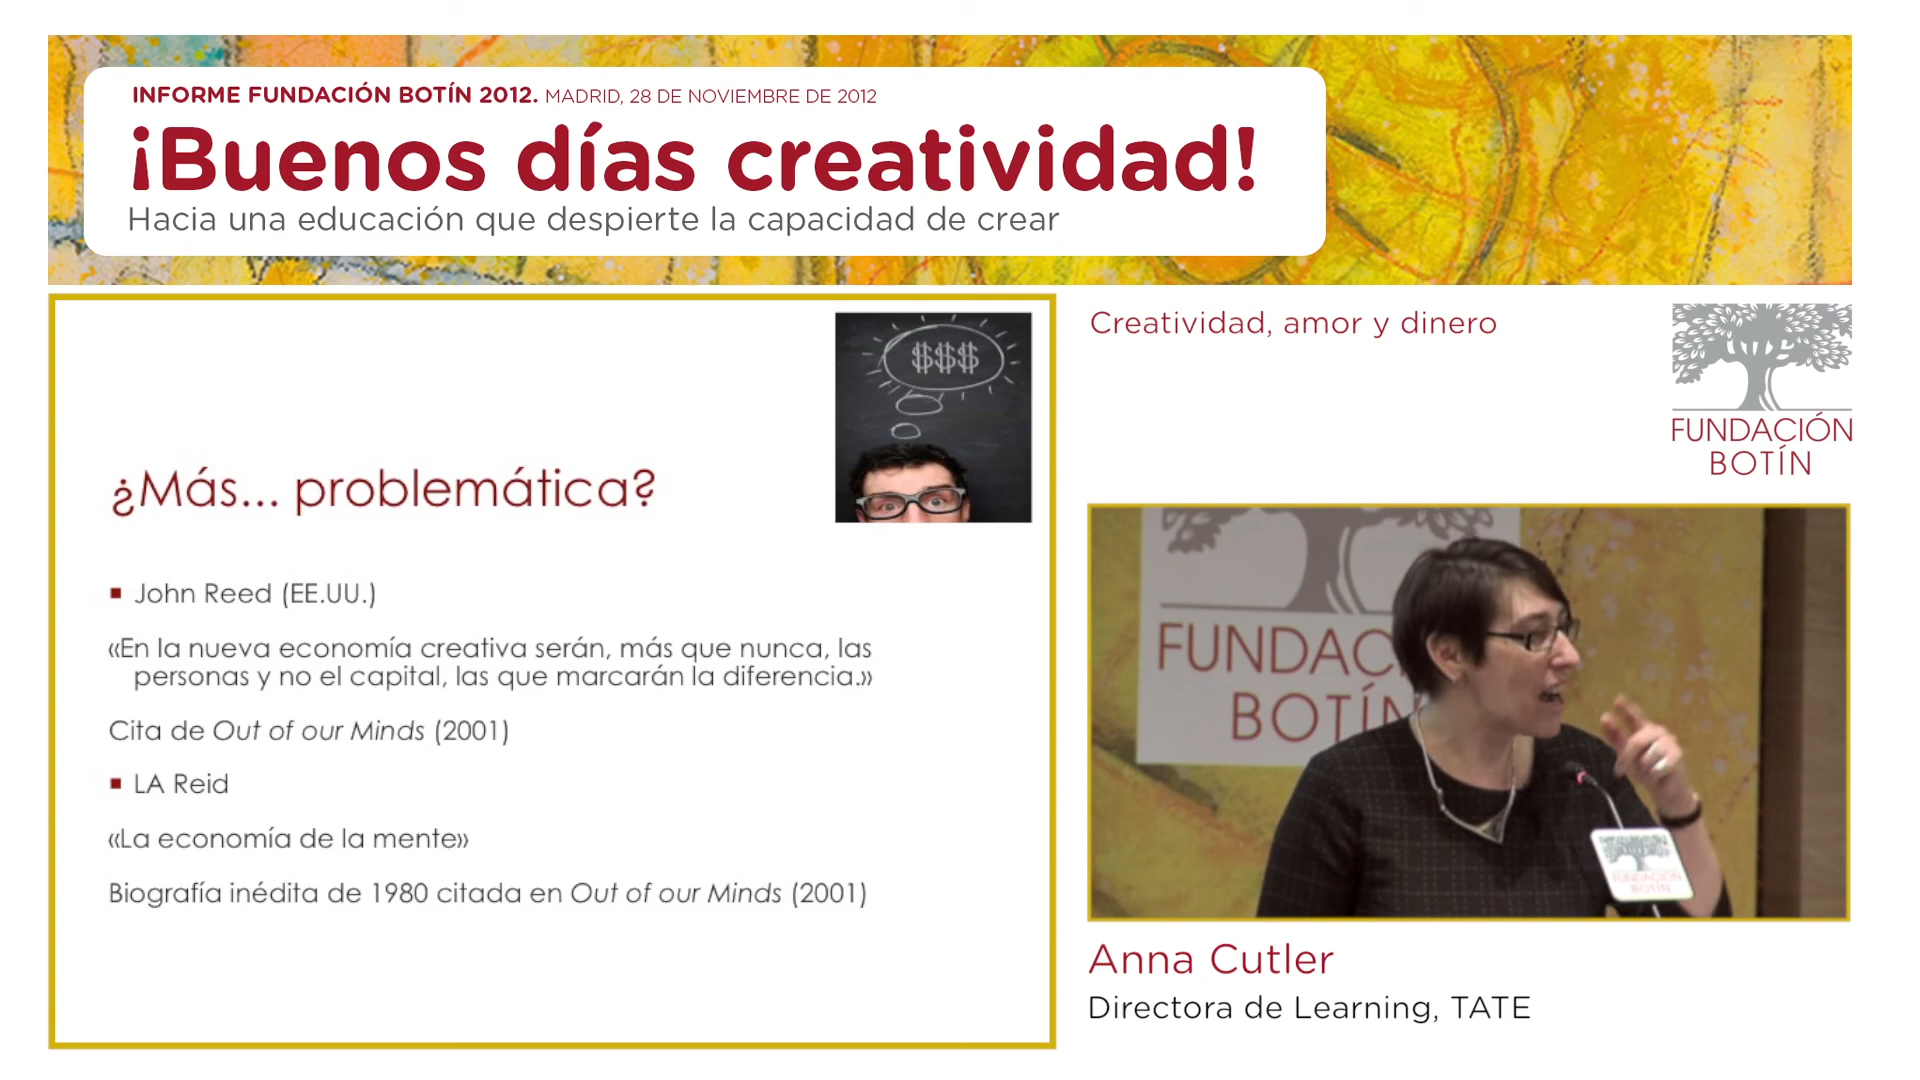 INFORME FUNDACIÓN BOTÍN 2012. MADRID, 28 DE NOVIEMBRE DE 2012
¡Buenos días creatividad!
Hacia una educación que despierte la capacidad de crear
$$$
¿Más... problemática?
▪ John Reed (EE.UU.)
«En la nueva economía creativa serán, más que nunca, las
personas y no el capital, las que marcarán la diferencia.»
Cita de Out of our Minds (2001)
▪ LA Reid
«La economía de la mente»
Biografía inédita de 1980 citada en Out of our Minds (2001)
Creatividad, amor y dinero
FUNDACIÓN
BOTÍN
FUNDAC
BOTÍN
FUNDACIÓN
BOTÍN
Anna Cutler
Directora de Learning, TATE